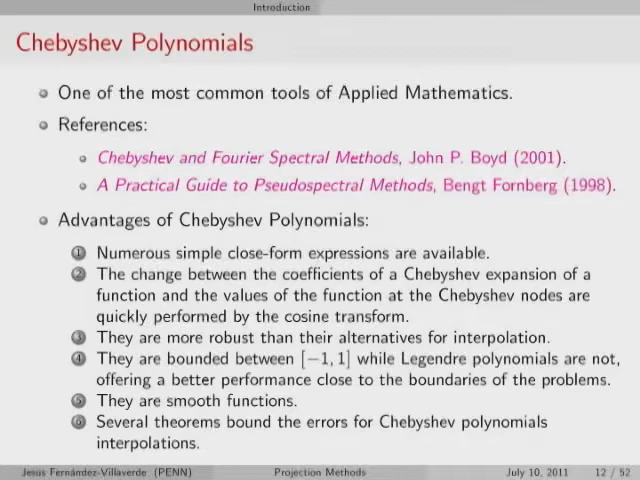 Introduction
Chebyshev Polynomials
One of the most common tools of Applied Mathematics.
References:
Chebyshev and Fourier Spectral Methods, John P. Boyd (2001).
A Practical Guide to Pseudospectral Methods, Bengt Fornberg (1998).
Advantages of Chebyshev Polynomials:
1 Numerous simple close-form expressions are available.
2 The change between the coefficients of a Chebyshev expansion of a
function and the values of the function at the Chebyshev nodes are
quickly performed by the cosine transform.
3 They are more robust than their alternatives for interpolation.
4 They are bounded between [−1, 1] while Legendre polynomials are not,
offering a better performance close to the boundaries of the problems.
5 They are smooth functions.
6 Several theorems bound the errors for Chebyshev polynomials
interpolations.
Jesús Fernández-Villaverde (PENN) Projection Methods July 10, 2011 12 / 52